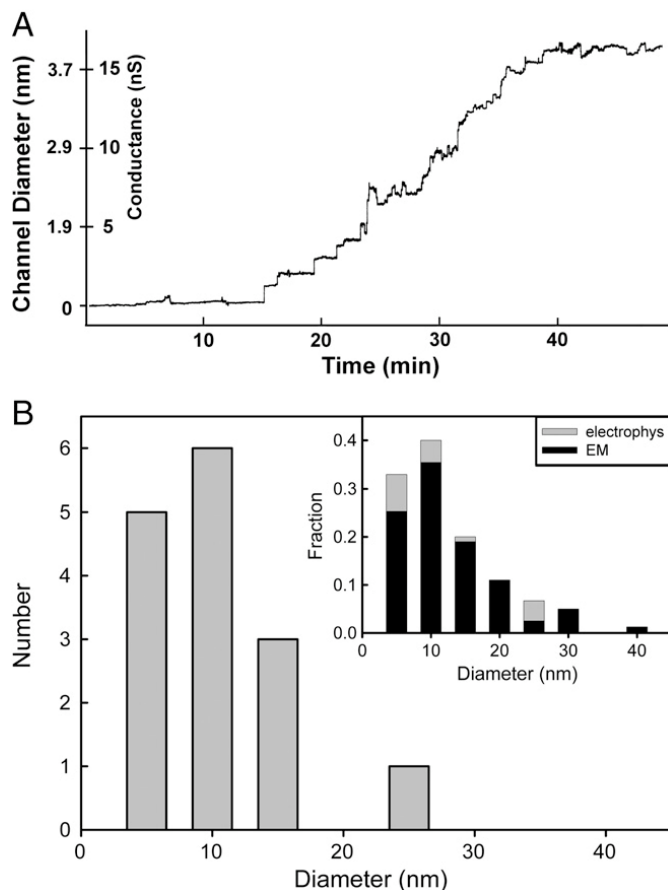 A
Channel Diameter (nm)
Conductance (nS)
3.7
2.9
1.9
0
15
10
5
10 20 30 40
Time (min)
B
Number
6
5
4
3
2
1
0
0 10 20 30 40
Diameter (nm)
electrophys
EM
Fraction
0.4
0.3
0.2
0.1
0.0
0 10 20 30 40
Diameter (nm)